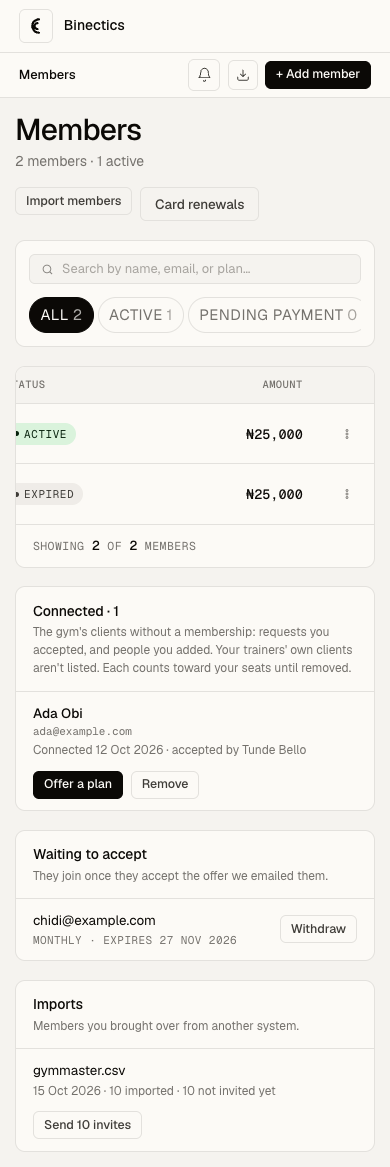 Binectics
Members
+ Add member
Members
2 members · 1 active
Import members
Card renewals
Search by name, email, or plan…
ALL 2
ACTIVE 1
PENDING PAYMENT 0
AMOUNT
ACTIVE
₦25,000
EXPIRED
₦25,000
SHOWING 2 OF 2 MEMBERS
Connected · 1
The gym's clients without a membership: requests you
accepted, and people you added. Your trainers' own clients
aren't listed. Each counts toward your seats until removed.
Ada Obi
ada@example.com
Connected 12 Oct 2026 · accepted by Tunde Bello
Offer a plan
Remove
Waiting to accept
They join once they accept the offer we emailed them.
chidi@example.com
MONTHLY · EXPIRES 27 NOV 2026
Withdraw
Imports
Members you brought over from another system.
gymmaster.csv
15 Oct 2026 · 10 imported · 10 not invited yet
Send 10 invites